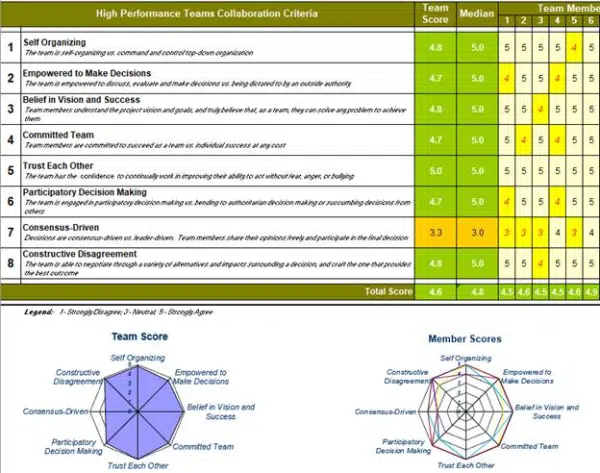 High Performance Teams Collaboration Criteria Team Score Median Team Membe
1 2 3 4 5 6
1 Self Organizing 4.8 5.0 5 5 5 5 4 5
The team is self-organizing vs. command and control top-down organization
2 Empowered to Make Decisions 4.7 5.0 4 5 5 4 5 5
The team is empowered to discuss, evaluate and make decisions vs. being dictated to by an outside authority
3 Belief in Vision and Success 4.8 5.0 5 5 4 5 5 5
Team members understand the project vision and goals, and truly believe that, as a team, they can solve any problem to achieve
them
4 Committed Team 4.7 5.0 5 4 5 4 5 5
Team members are committed to succeed as a team vs. individual success at any cost
5 Trust Each Other 5.0 5.0 5 5 5 5 5 5
The team has the confidence to continually work in improving their ability to act without fear, anger, or bullying
6 Participatory Decision Making 4.7 5.0 4 5 5 4 5 5
The team is engaged in participatory decision making vs. bending to authoritarian decision making or succumbing decisions from
others
7 Consensus-Driven 3.3 3.0 3 3 3 4 3 4
Decisions are consensus-driven vs. leader-driven. Team members share their opinions freely and participate in the final decision
8 Constructive Disagreement 4.8 5.0 5 5 4 5 5 5
The team is able to negotiate through a variety of alternatives and impacts surrounding a decision, and craft the one that provides
the best outcome
Total Score 4.6 4.8 4.5 4.6 4.5 4.5 4.6 4.9
Legend: 1 - Strongly Disagree; 3 - Neutral; 5 - Strongly Agree
Team Score
Self Organizing
Empowered to
Make Decisions
Belief in Vision and
Success
Committed Team
Trust Each Other
Participatory
Decision Making
Consensus-Driven
Constructive
Disagreement
5
4
3
2
1
0
Member Scores
Self Organizing
Empowered to
Make Decisions
Belief in Vision and
Success
Committed Team
Trust Each Other
Participatory
Decision Making
Consensus-Driven
Constructive
Disagreement
5
4
3
2
1
0